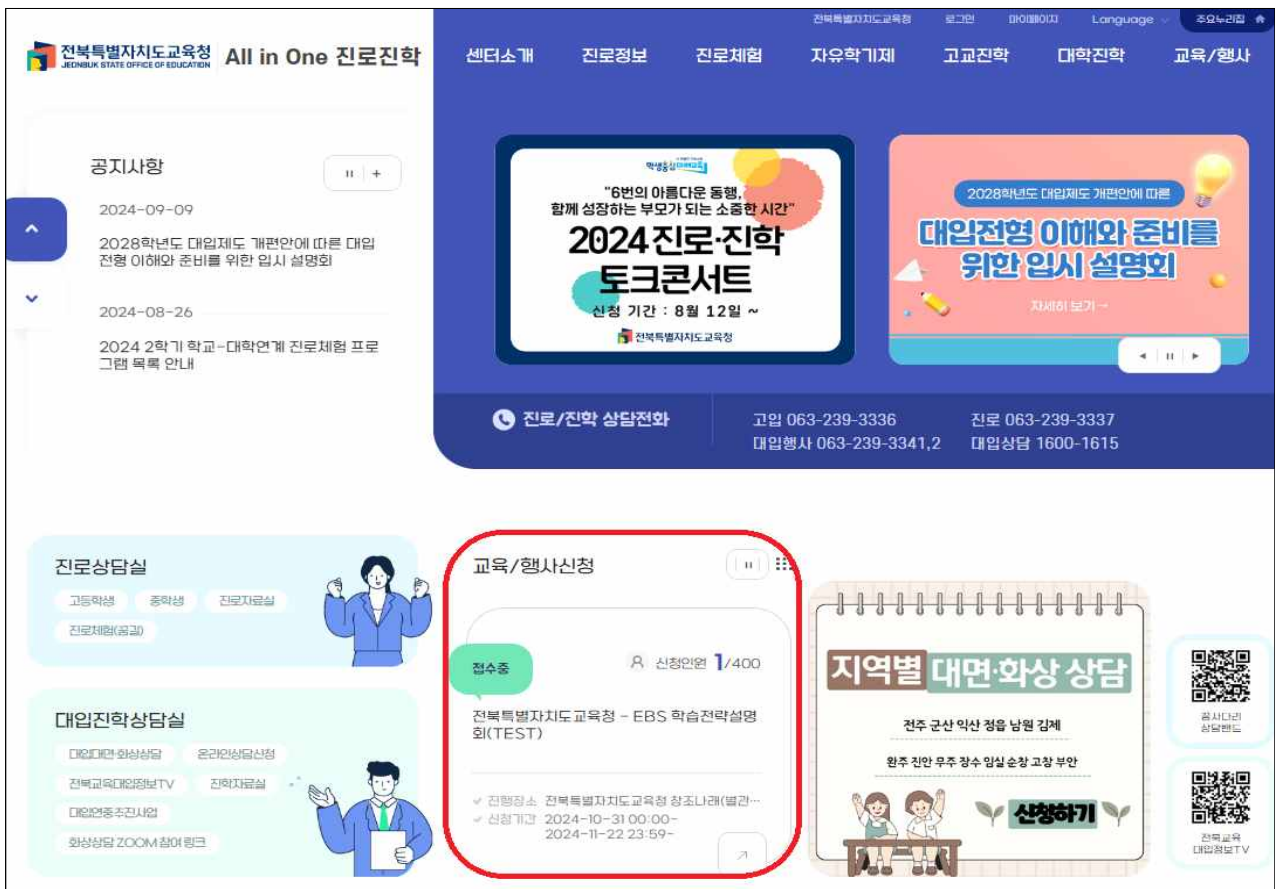 전북특별자치도교육청 로그인 마이페이지 Language 주요누리집
전북특별자치도교육청
JEONBUK STATE OFFICE OF EDUCATION
All in One 진로진학
센터소개 진로정보 진로체험 자유학기제 고교진학 대학진학 교육/행사
공지사항
2024-09-09
2028학년도 대입제도 개편안에 따른 대입
전형 이해와 준비를 위한 입시 설명회
2024-08-26
2024 2학기 학교-대학연계 진로체험 프로
그램 목록 안내
학생중심 미래교육
"6번의 아름다운 동행,
함께 성장하는 부모가 되는 소중한 시간"
2024 진로·진학
토크콘서트
신청 기간 : 8월 12일 ~
전북특별자치도교육청
2028학년도 대입제도 개편안에 따른
대입전형 이해와 준비를
위한 입시 설명회
자세히 보기→
진로/진학 상담전화
고입 063-239-3336 진로 063-239-3337
대입행사 063-239-3341,2 대입상담 1600-1615
진로상담실
고등학생 중학생 진로자료실
진로체험(꿈길)
대입진학상담실
대입대면·화상상담 온라인상담신청
전북교육대입정보TV 진학자료실
대입연중추진사업
화상상담 ZOOM 참여 링크
교육/행사신청
접수중
신청인원 1/400
전북특별자치도교육청 - EBS 학습전략설명
회(TEST)
진행장소 전북특별자치도교육청 창조나래(별관…
신청기간 2024-10-31 00:00~
2024-11-22 23:59~
지역별 대면·화상 상담
전주 군산 익산 정읍 남원 김제
완주 진안 무주 장수 임실 순창 고창 부안
신청하기
꿈사다리
상담밴드
전북교육
대입정보TV